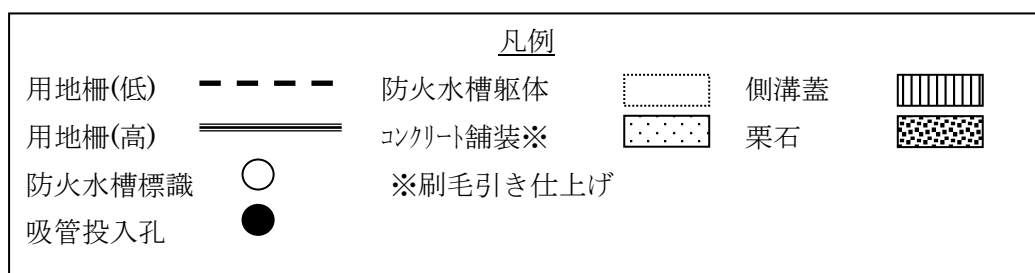 凡例
用地柵(低) 防火水槽躯体 側溝蓋
用地柵(高) ｺﾝｸﾘｰﾄ舗装※ 栗石
防火水槽標識 ※刷毛引き仕上げ
吸管投入孔